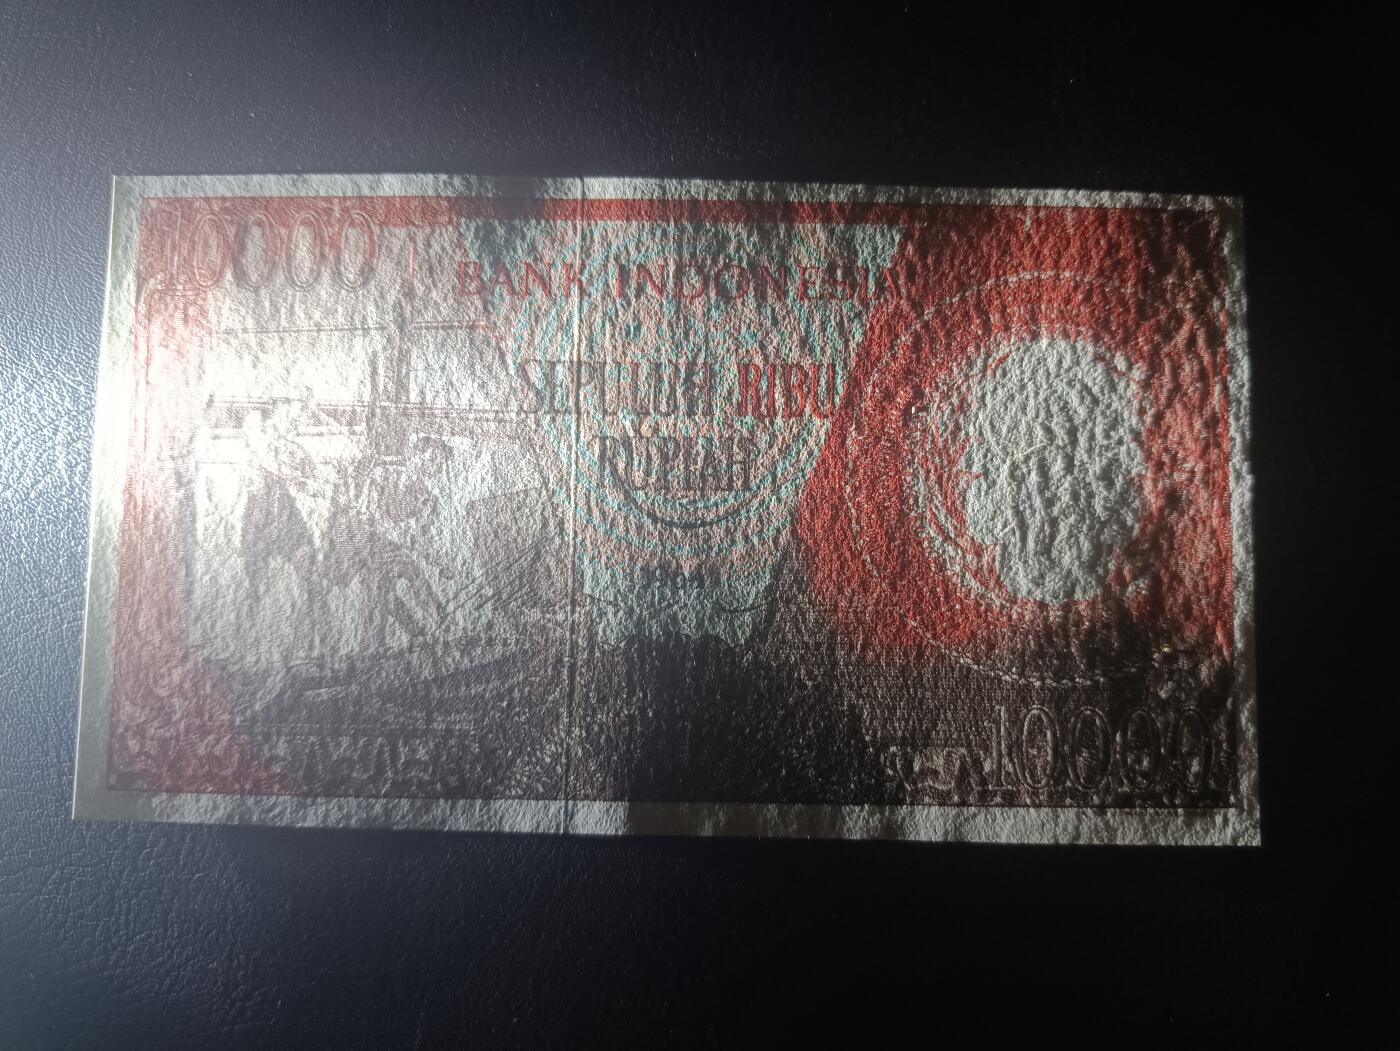 10000
BANK INDONESIA
SEPULUH RIBU
RUPIAH
10000